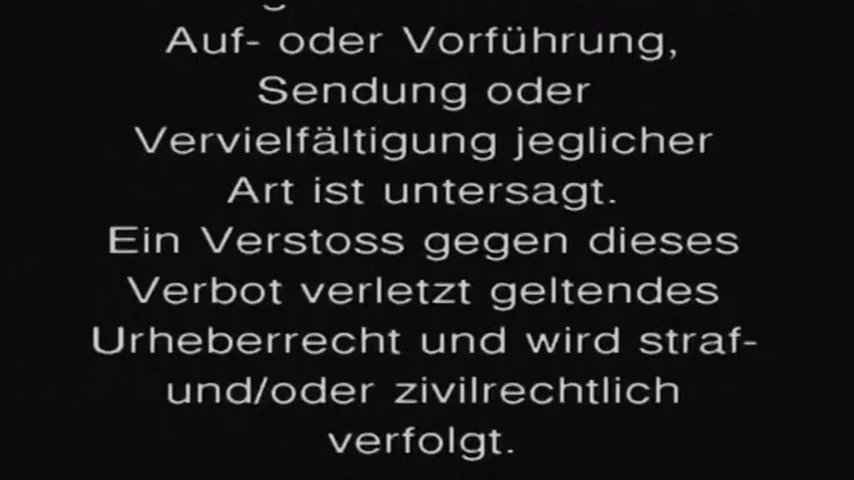 Auf- oder Vorführung,
Sendung oder
Vervielfältigung jeglicher
Art ist untersagt.
Ein Verstoss gegen dieses
Verbot verletzt geltendes
Urheberrecht und wird straf-
und/oder zivilrechtlich
verfolgt.